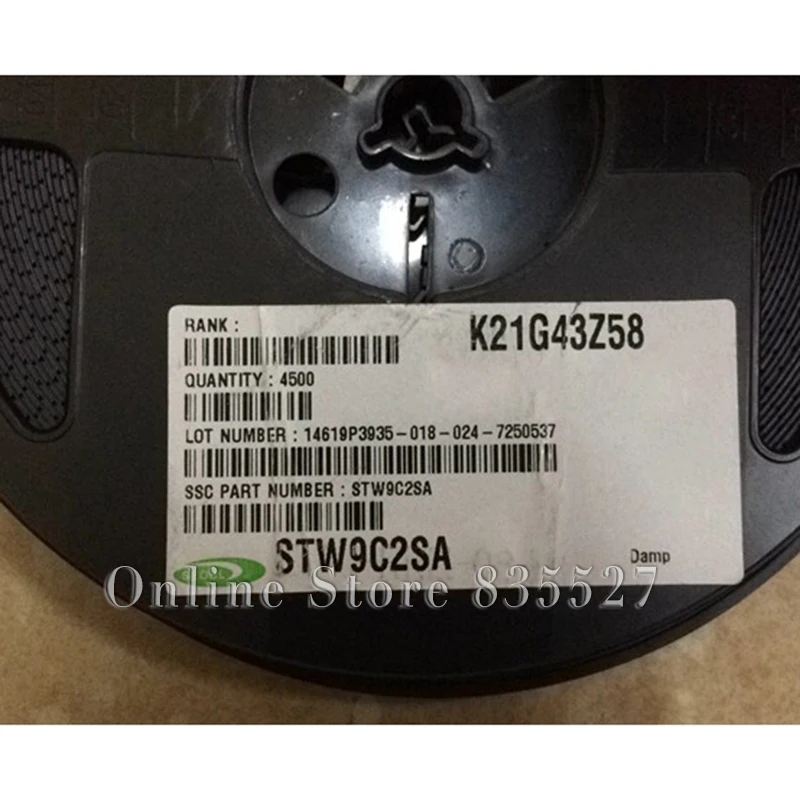 RANK :
K21G43Z58
QUANTITY : 4500
LOT NUMBER : 14619P3935-018-024-7250537
SSC PART NUMBER : STW9C2SA
STW9C2SA
Damp
Online Store 835527